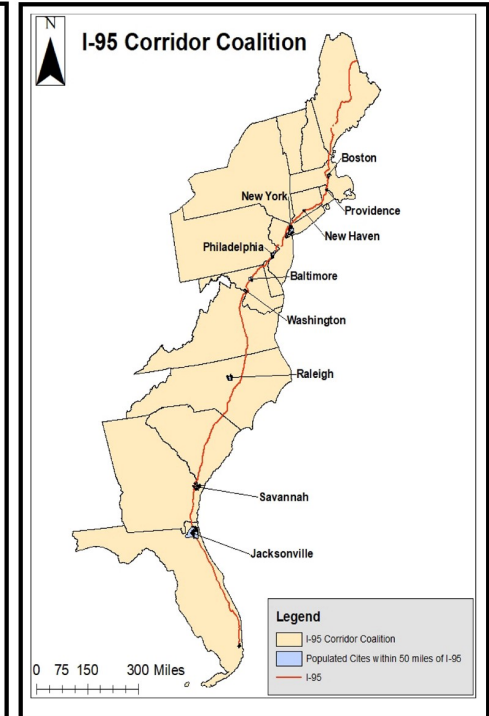 N
I-95 Corridor Coalition
Boston
New York
Providence
New Haven
Philadelphia
Baltimore
Washington
Raleigh
Savannah
Jacksonville
Legend
I-95 Corridor Coalition
Populated Cites within 50 miles of I-95
I-95
0 75 150 300 Miles